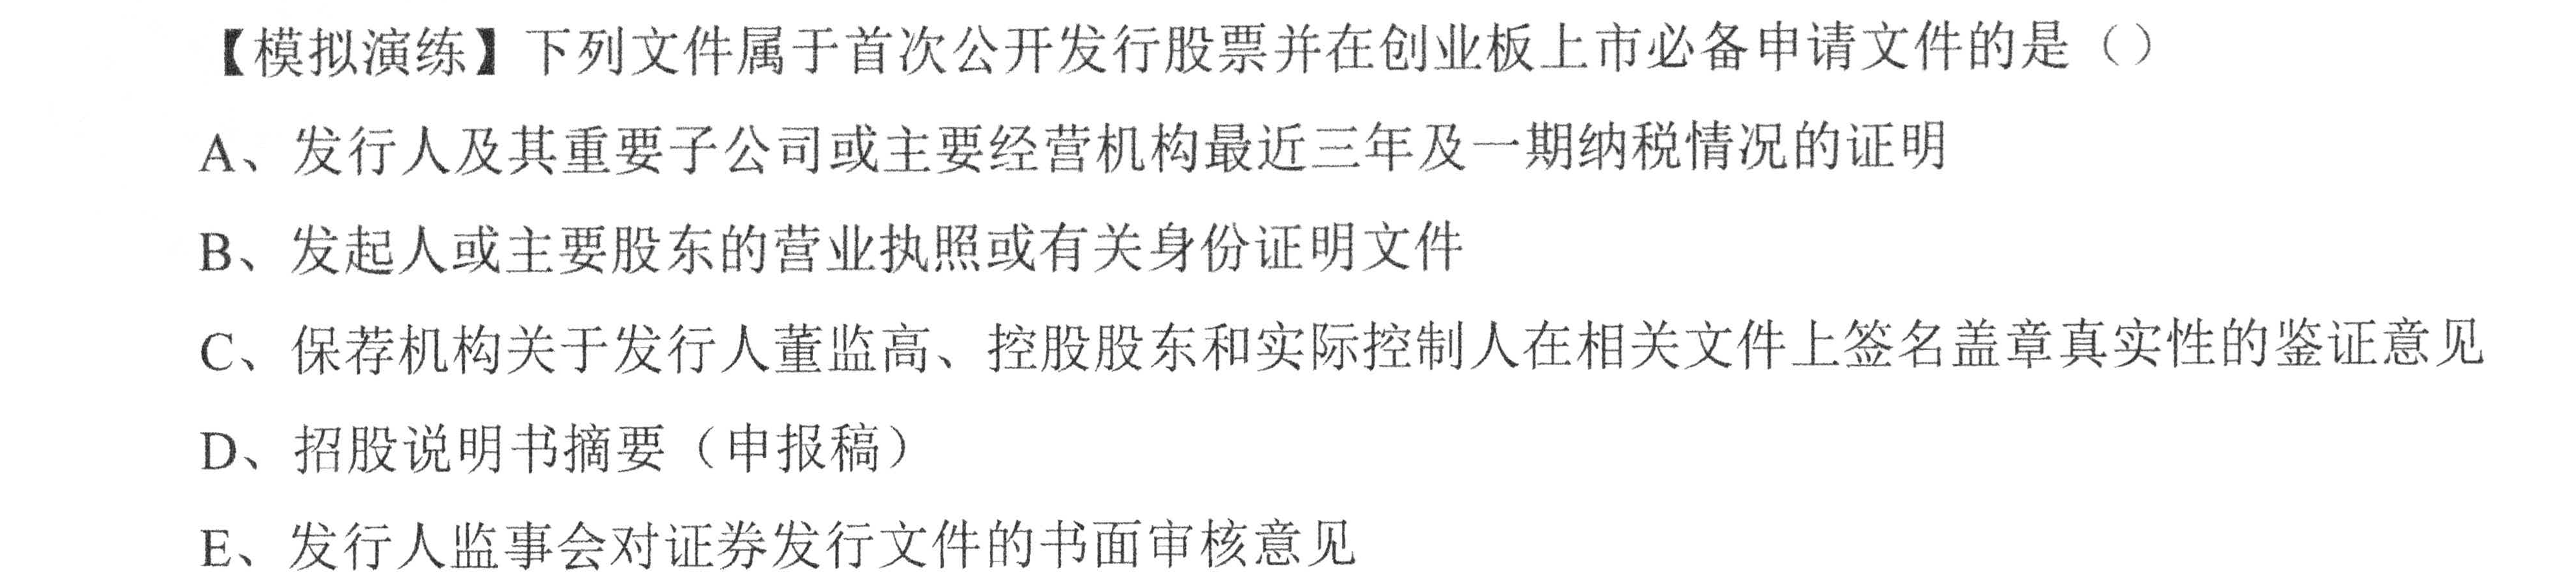 【模拟演练】下列文件属于首次公开发行股票并在创业板上市必备申请文件的是（）
A、发行人及其重要子公司或主要经营机构最近三年及一期纳税情况的证明
B、发起人或主要股东的营业执照或有关身份证明文件
C、保荐机构关于发行人董监高、控股股东和实际控制人在相关文件上签名盖章真实性的鉴证意见
D、招股说明书摘要（申报稿）
E、发行人监事会对证券发行文件的书面审核意见